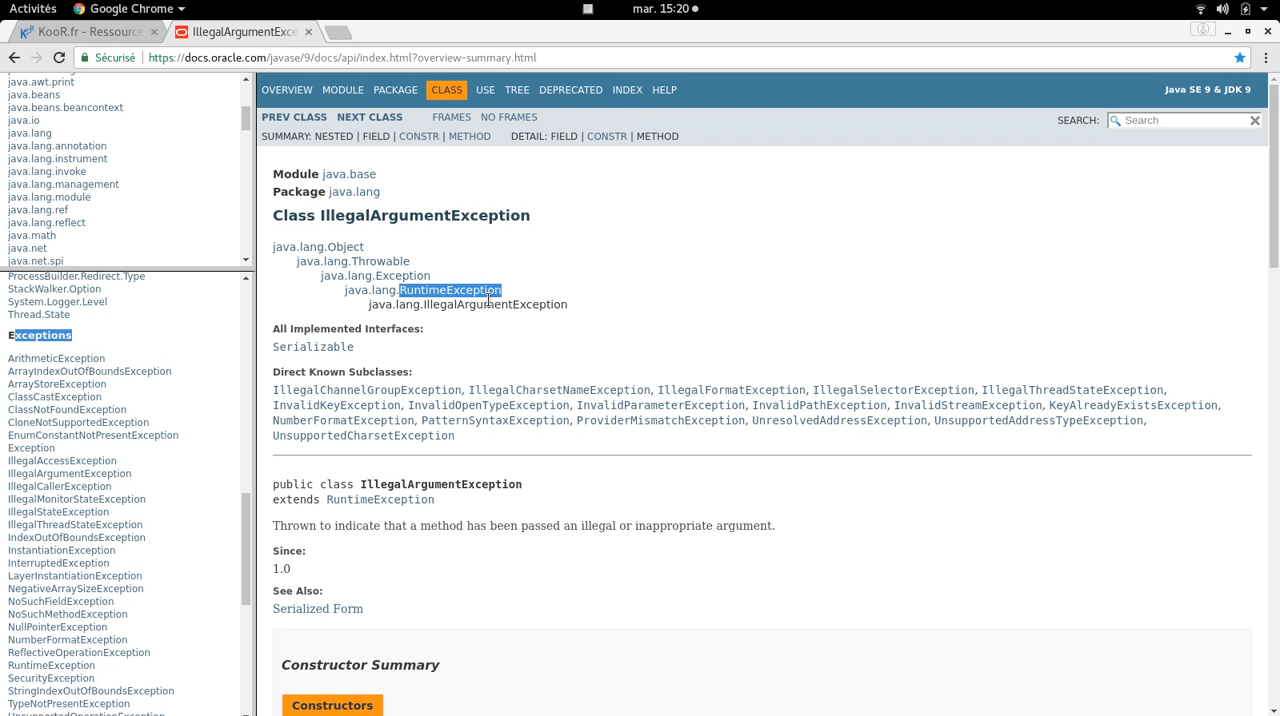 Activités Google Chrome mar. 15:20
KooR.fr - Ressource IllegalArgumentExce
Sécurisé https://docs.oracle.com/javase/9/docs/api/index.html?overview-summary.html
java.awt.print
java.beans
java.beans.beancontext
java.io
java.lang
java.lang.annotation
java.lang.instrument
java.lang.invoke
java.lang.management
java.lang.module
java.lang.ref
java.lang.reflect
java.math
java.net
java.net.spi
ProcessBuilder.Redirect.Type
StackWalker.Option
System.Logger.Level
Thread.State
Exceptions
ArithmeticException
ArrayIndexOutOfBoundsException
ArrayStoreException
ClassCastException
ClassNotFoundException
CloneNotSupportedException
EnumConstantNotPresentException
Exception
IllegalAccessException
IllegalArgumentException
IllegalCallerException
IllegalMonitorStateException
IllegalStateException
IllegalThreadStateException
IndexOutOfBoundsException
InstantiationException
InterruptedException
LayerInstantiationException
NegativeArraySizeException
NoSuchFieldException
NoSuchMethodException
NullPointerException
NumberFormatException
ReflectiveOperationException
RuntimeException
SecurityException
StringIndexOutOfBoundsException
TypeNotPresentException
UnsupportedOperationException
OVERVIEW MODULE PACKAGE CLASS USE TREE DEPRECATED INDEX HELP Java SE 9 & JDK 9
PREV CLASS NEXT CLASS FRAMES NO FRAMES SEARCH: Search
SUMMARY: NESTED | FIELD | CONSTR | METHOD DETAIL: FIELD | CONSTR | METHOD
Module java.base
Package java.lang
Class IllegalArgumentException
java.lang.Object
java.lang.Throwable
java.lang.Exception
java.lang.RuntimeException
java.lang.IllegalArgumentException
All Implemented Interfaces:
Serializable
Direct Known Subclasses:
IllegalChannelGroupException, IllegalCharsetNameException, IllegalFormatException, IllegalSelectorException, IllegalThreadStateException,
InvalidKeyException, InvalidOpenTypeException, InvalidParameterException, InvalidPathException, InvalidStreamException, KeyAlreadyExistsException,
NumberFormatException, PatternSyntaxException, ProviderMismatchException, UnresolvedAddressException, UnsupportedAddressTypeException,
UnsupportedCharsetException
public class IllegalArgumentException
extends RuntimeException
Thrown to indicate that a method has been passed an illegal or inappropriate argument.
Since:
1.0
See Also:
Serialized Form
Constructor Summary
Constructors